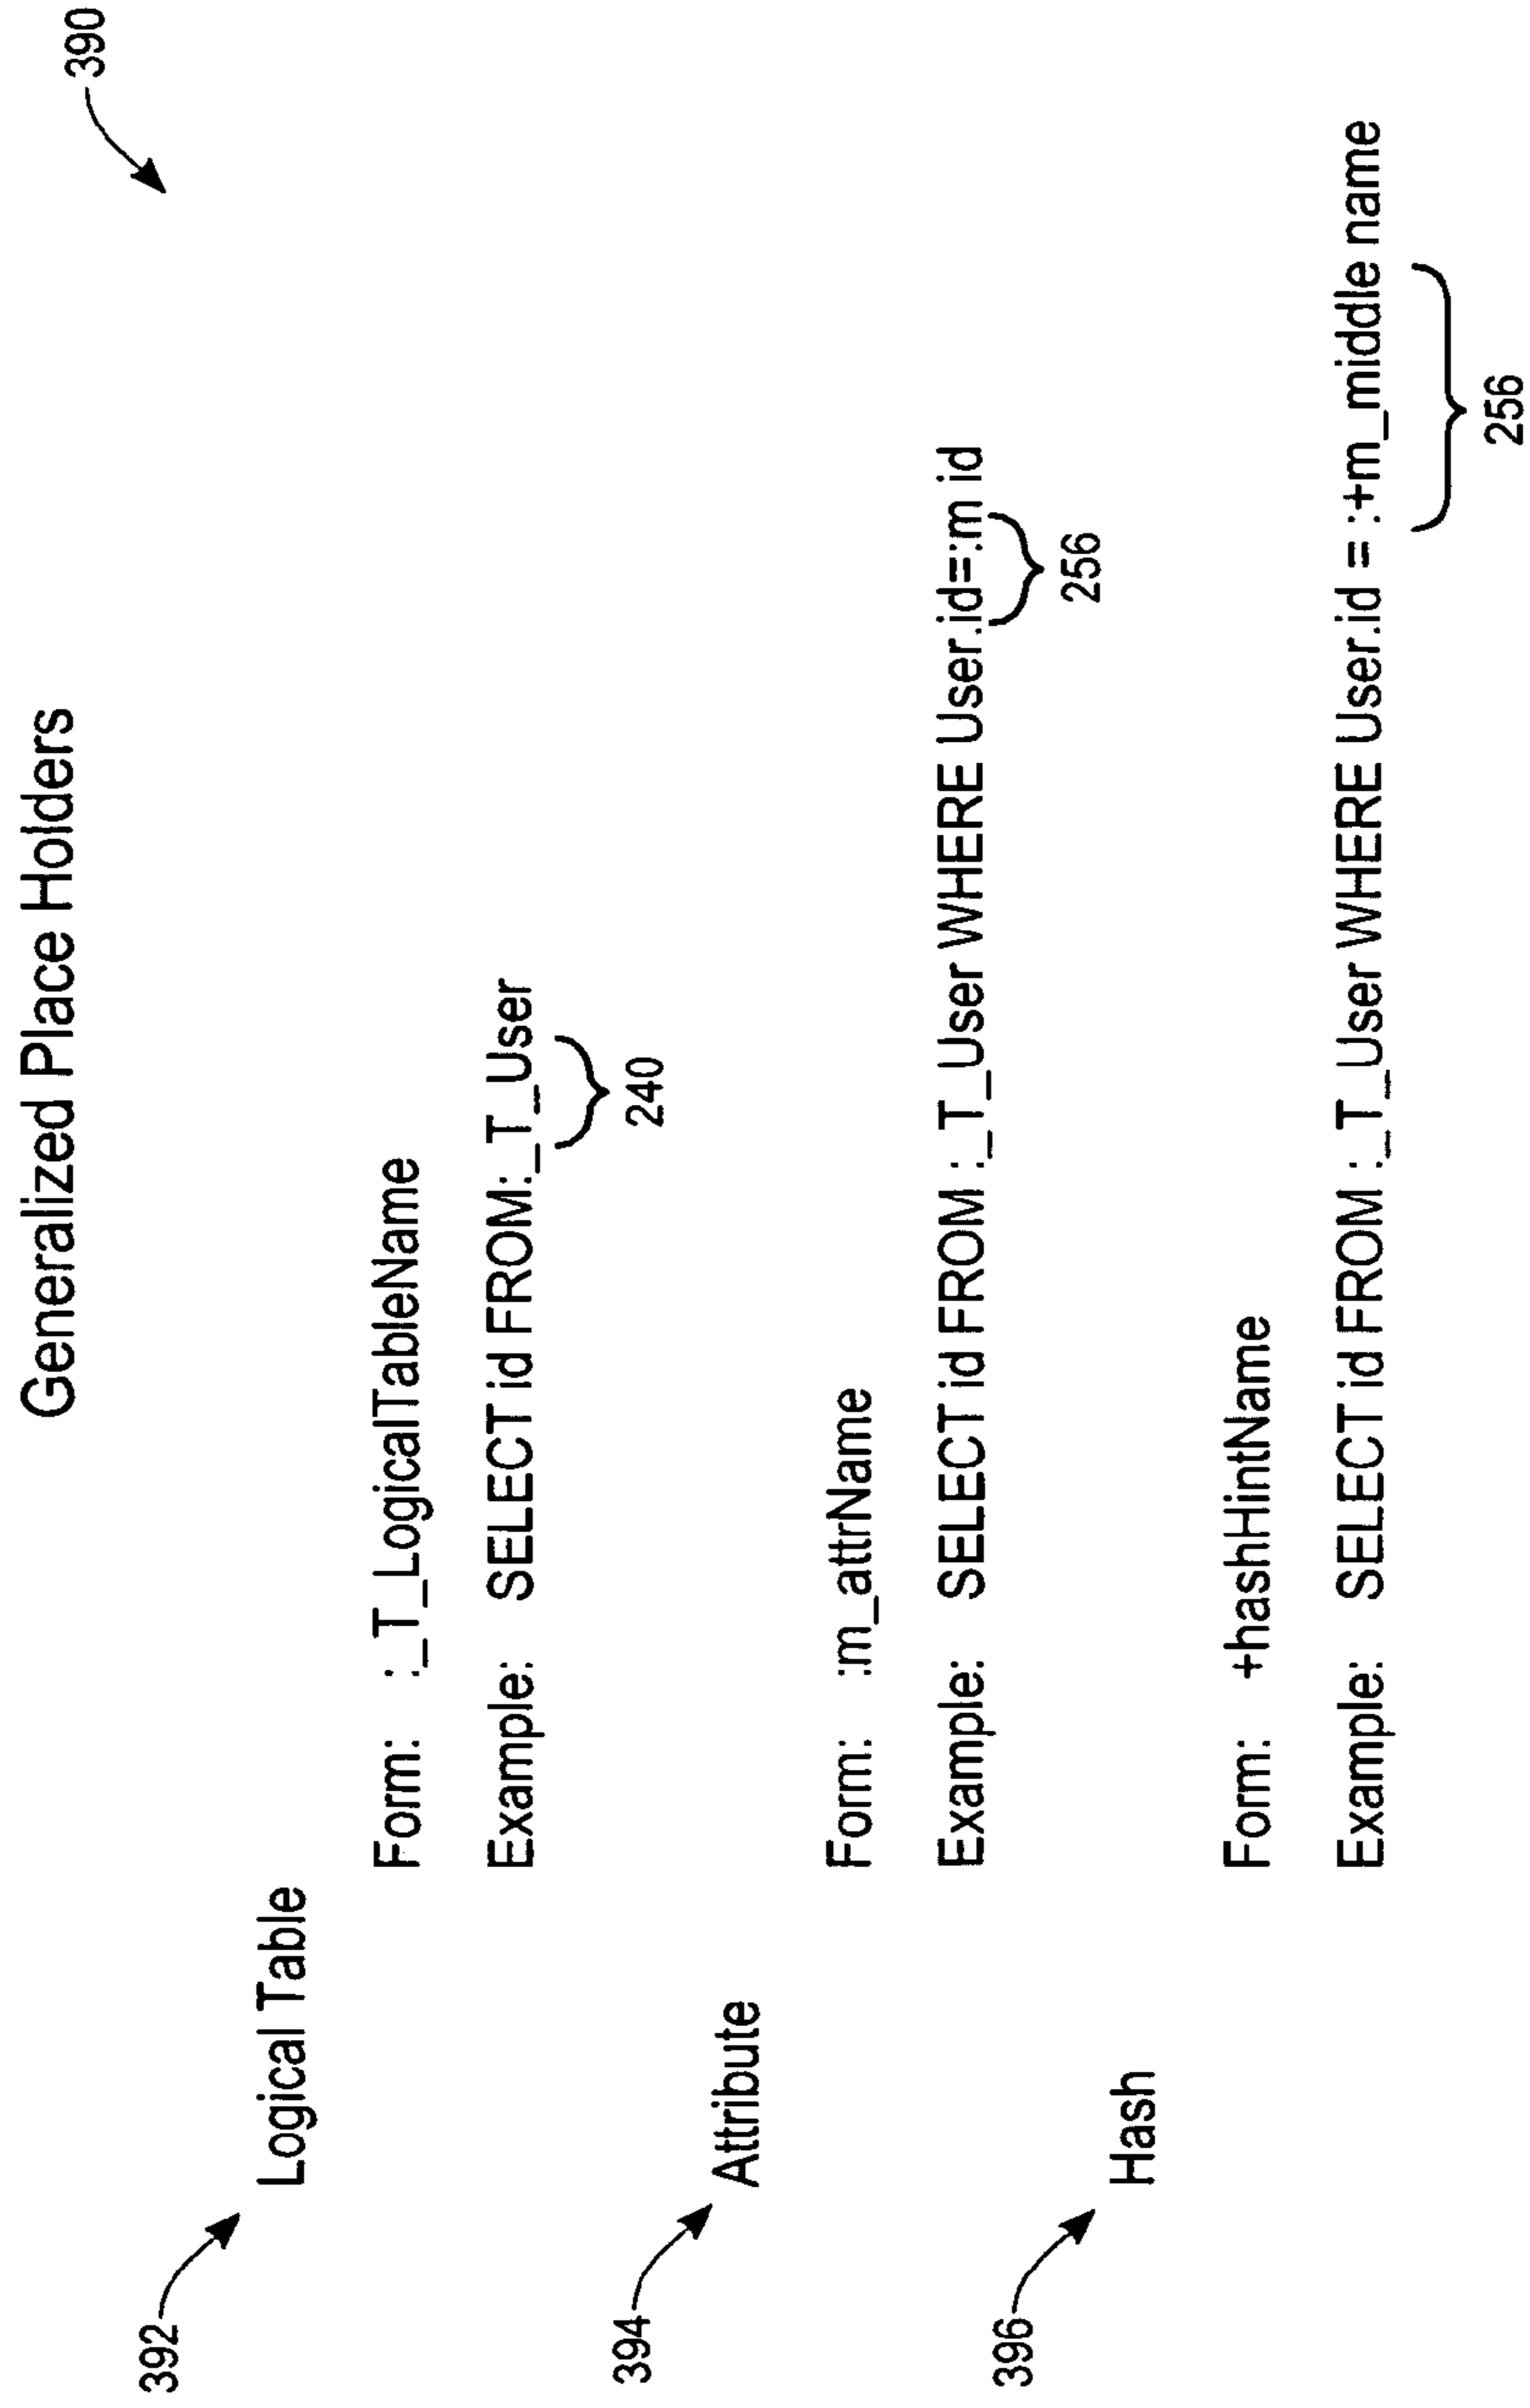 Generalized Place Holders
390
392
Logical Table
Form: :_T_LogicalTableName
Example: SELECT id FROM:_T_User
240
394
Attribute
Form: :m_attrName
Example: SELECT id FROM :_T_User WHERE User.id=:m id
256
396
Hash
Form: +hashHintName
Example: SELECT id FROM :_T_User WHERE User.id = :+m_middle name
256